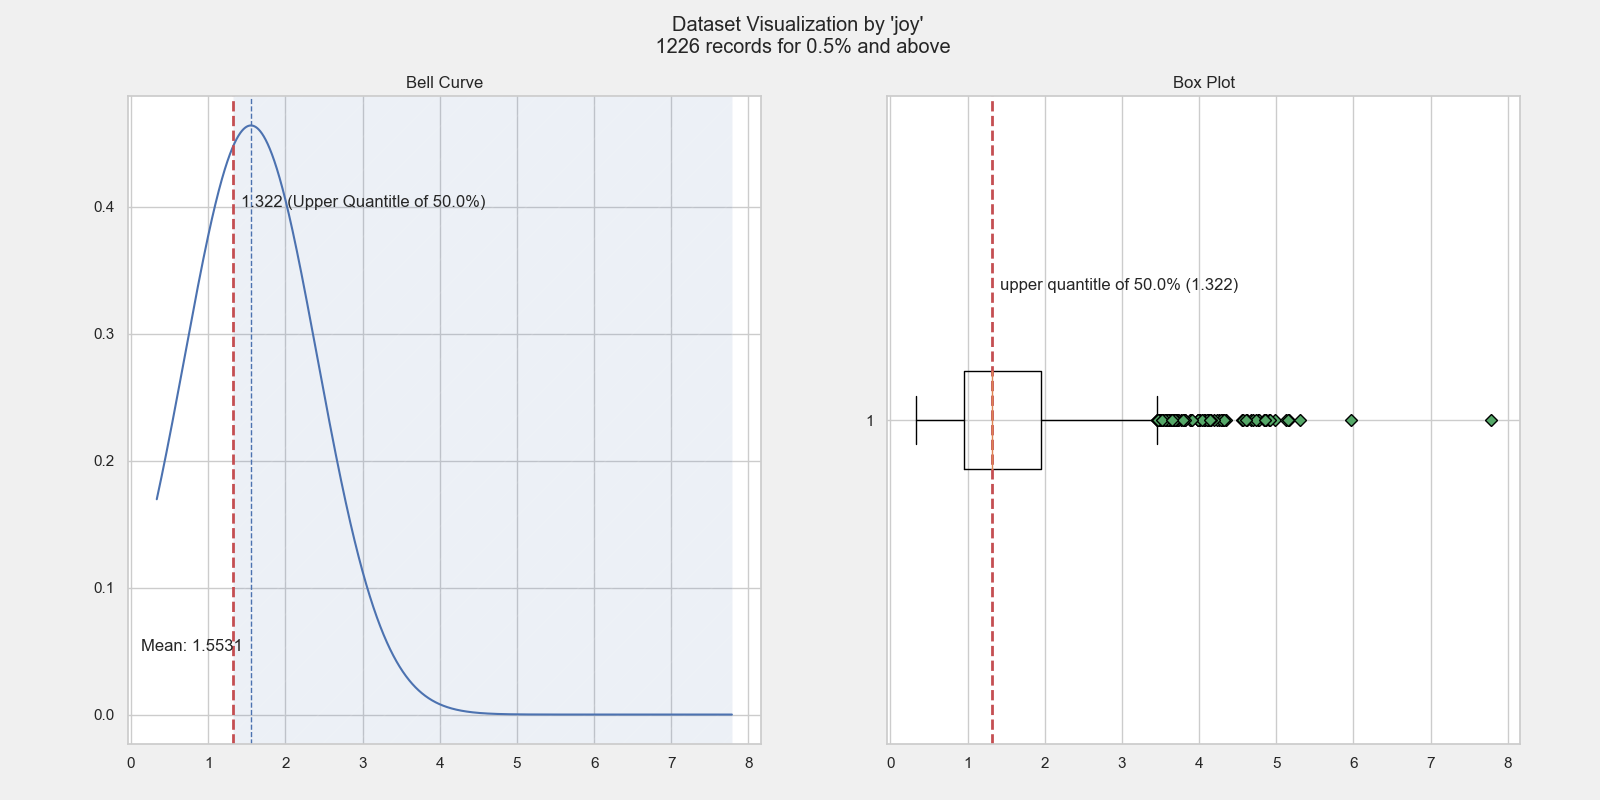 Dataset Visualization by 'joy'
1226 records for 0.5% and above
Bell Curve
0.4
0.3
0.2
0.1
0.0
1.322 (Upper Quantitle of 50.0%)
Mean: 1.5531
0 1 2 3 4 5 6 7 8
Box Plot
upper quantitle of 50.0% (1.322)
1
0 1 2 3 4 5 6 7 8